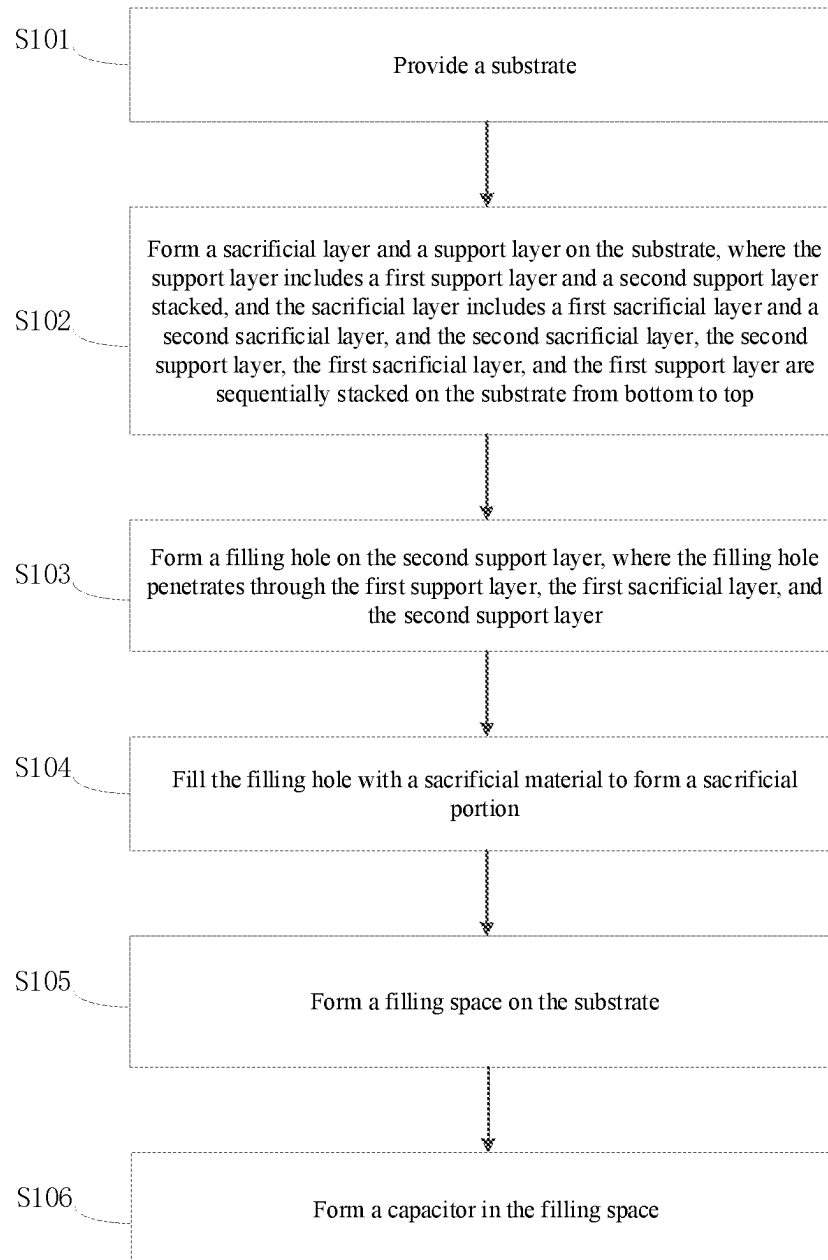 S101
Provide a substrate
S102
Form a sacrificial layer and a support layer on the substrate, where the
support layer includes a first support layer and a second support layer
stacked, and the sacrificial layer includes a first sacrificial layer and a
second sacrificial layer, and the second sacrificial layer, the second
support layer, the first sacrificial layer, and the first support layer are
sequentially stacked on the substrate from bottom to top
S103
Form a filling hole on the second support layer, where the filling hole
penetrates through the first support layer, the first sacrificial layer, and
the second support layer
S104
Fill the filling hole with a sacrificial material to form a sacrificial
portion
S105
Form a filling space on the substrate
S106
Form a capacitor in the filling space